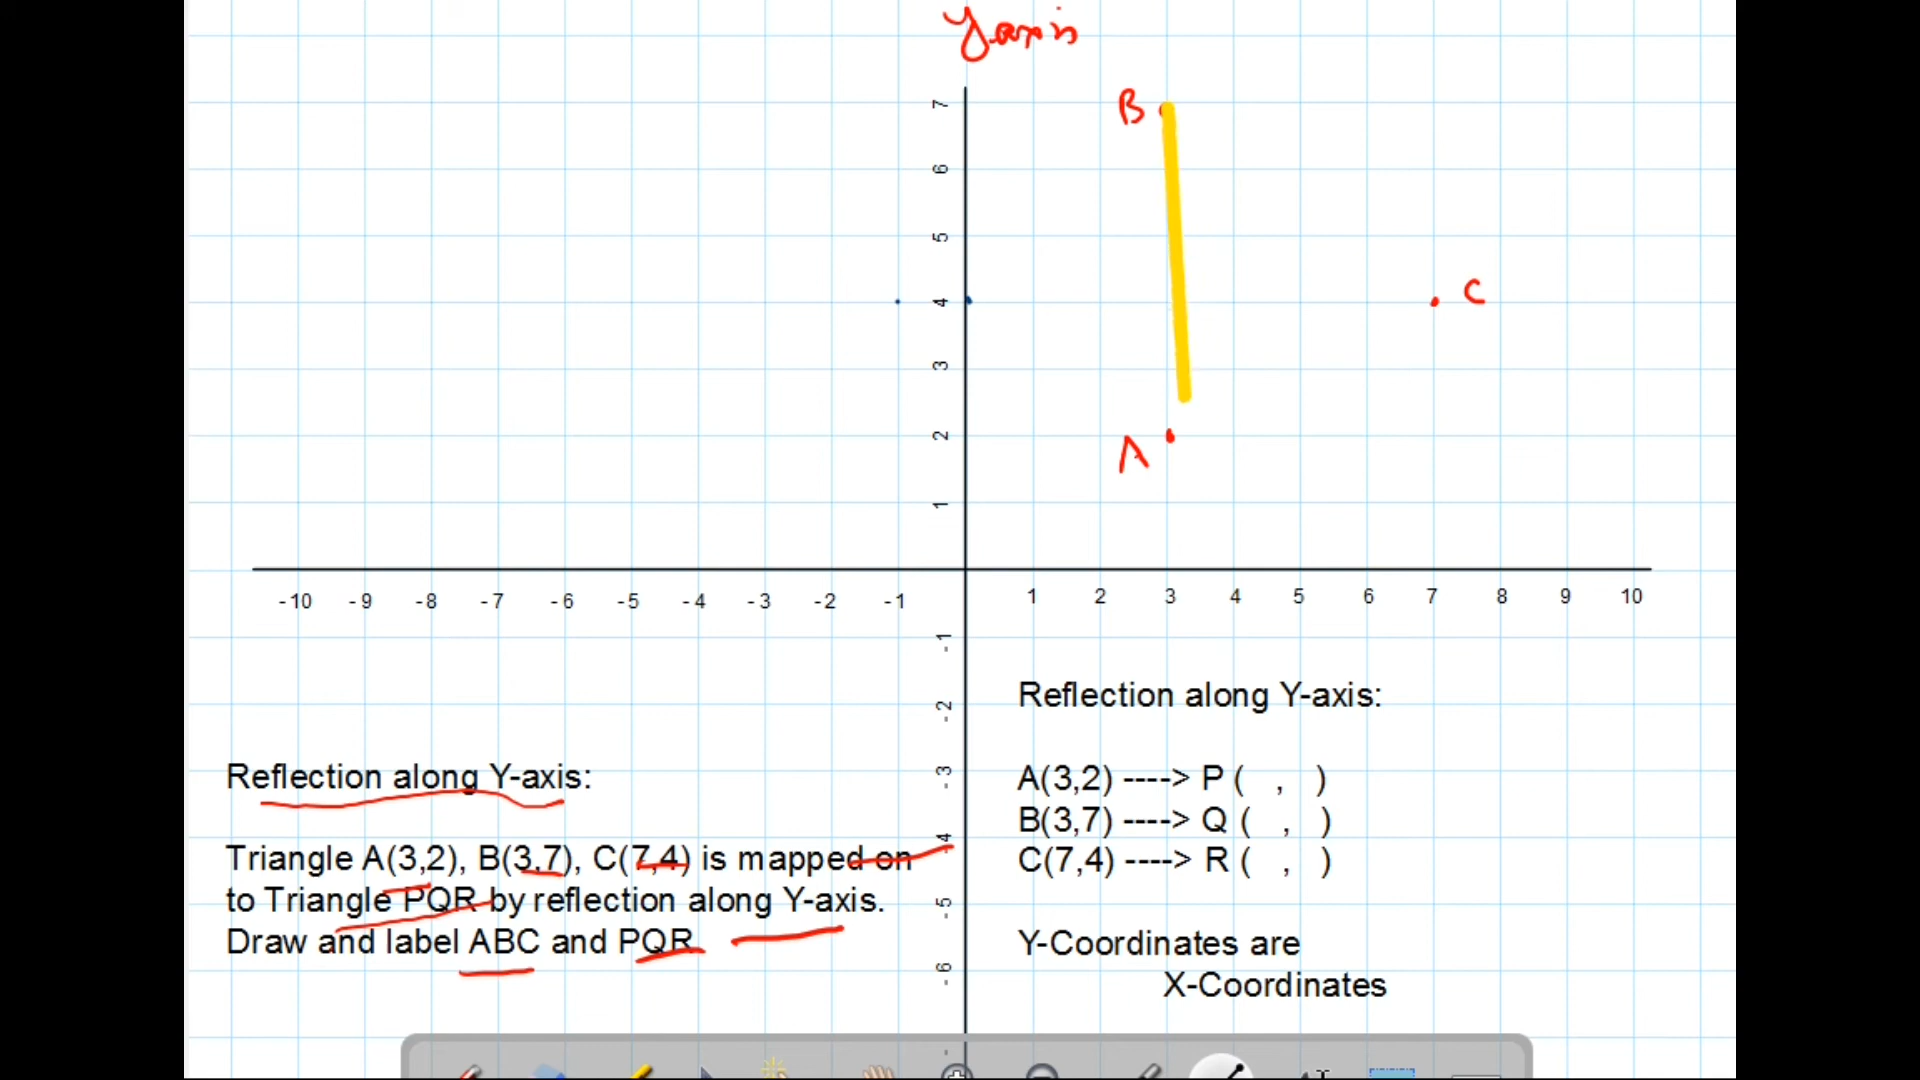 Y-axis
B
7
6
5
C
4
3
2
A
1
-10 -9 -8 -7 -6 -5 -4 -3 -2 -1 1 2 3 4 5 6 7 8 9 10
-1
-2
-3
-4
-5
-6
Reflection along Y-axis:
Triangle A(3,2), B(3,7), C(7,4) is mapped on
to Triangle PQR by reflection along Y-axis.
Draw and label ABC and PQR
Reflection along Y-axis:
A(3,2) ----> P ( , )
B(3,7) ----> Q ( , )
C(7,4) ----> R ( , )
Y-Coordinates are
X-Coordinates